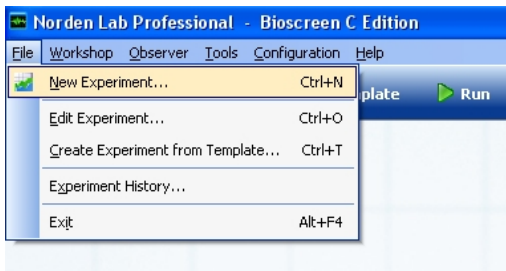 Norden Lab Professional - Bioscreen C Edition
File Workshop Observer Tools Configuration Help
New Experiment... Ctrl+N
plate Run
Edit Experiment... Ctrl+O
Create Experiment from Template... Ctrl+T
Experiment History...
Exit Alt+F4